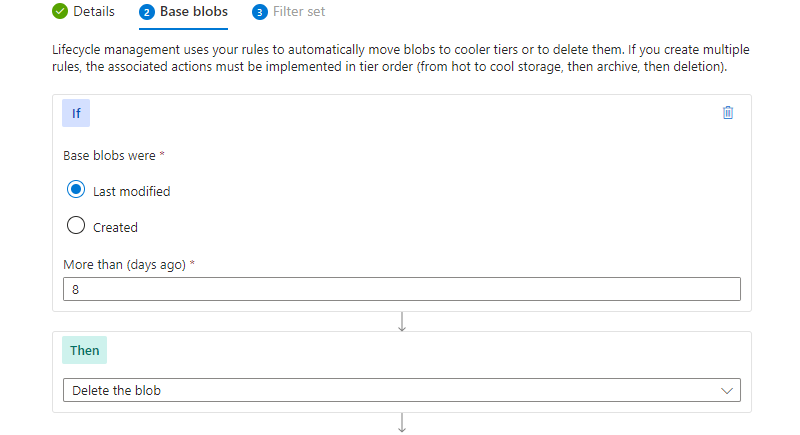 Details 2 Base blobs 3 Filter set
Lifecycle management uses your rules to automatically move blobs to cooler tiers or to delete them. If you create multiple
rules, the associated actions must be implemented in tier order (from hot to cool storage, then archive, then deletion).
If
Base blobs were *
Last modified
Created
More than (days ago) *
8
Then
Delete the blob